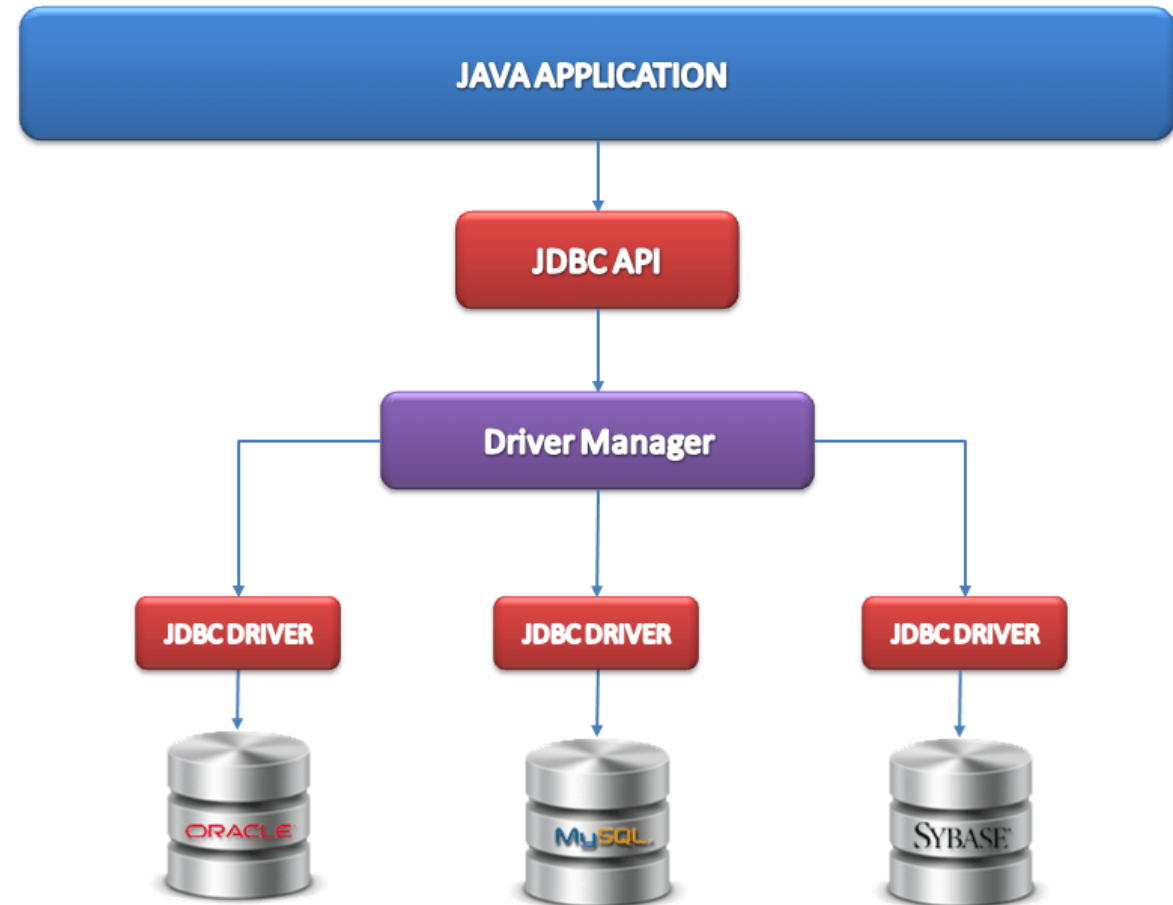 JAVA APPLICATION
JDBC API
Driver Manager
JDBC DRIVER
JDBC DRIVER
JDBC DRIVER
ORACLE
MySQL
SYBASE